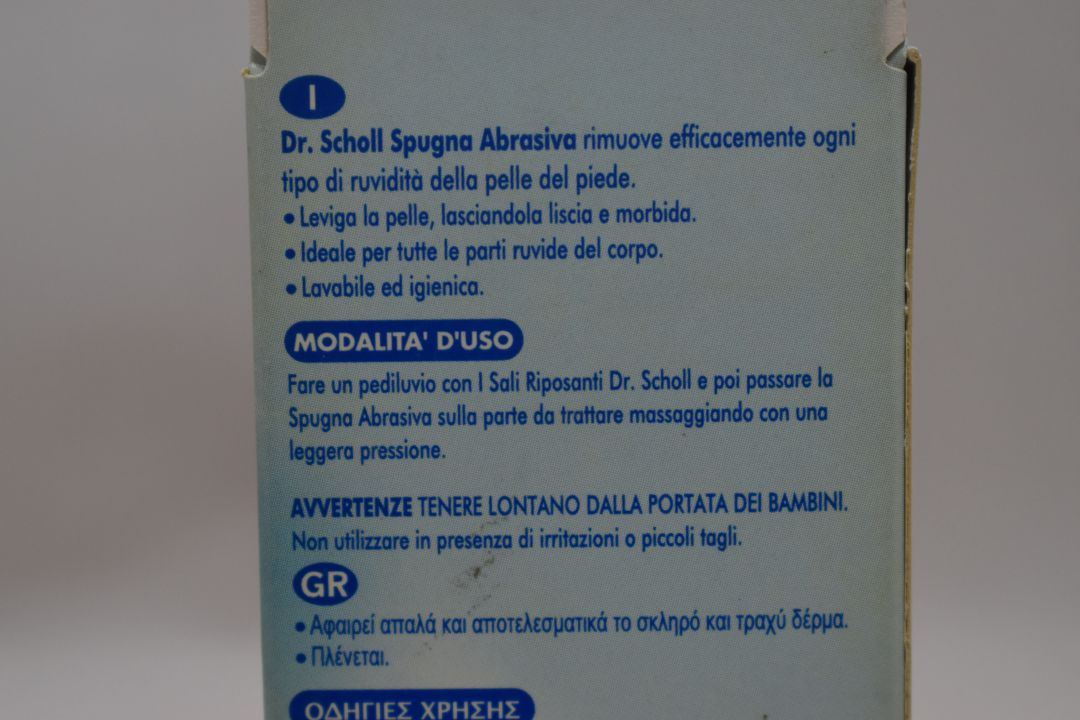 I
Dr. Scholl Spugna Abrasiva rimuove efficacemente ogni
tipo di ruvidità della pelle del piede.
• Leviga la pelle, lasciandola liscia e morbida.
• Ideale per tutte le parti ruvide del corpo.
• Lavabile ed igienica.
MODALITA' D'USO
Fare un pediluvio con I Sali Riposanti Dr. Scholl e poi passare la
Spugna Abrasiva sulla parte da trattare massaggiando con una
leggera pressione.
AVVERTENZE TENERE LONTANO DALLA PORTATA DEI BAMBINI.
Non utilizzare in presenza di irritazioni o piccoli tagli.
GR
• Αφαιρεί απαλά και αποτελεσματικά το σκληρό και τραχύ δέρμα.
• Πλένεται.
ΟΔΗΓΙΕΣ ΧΡΗΣΗΣ